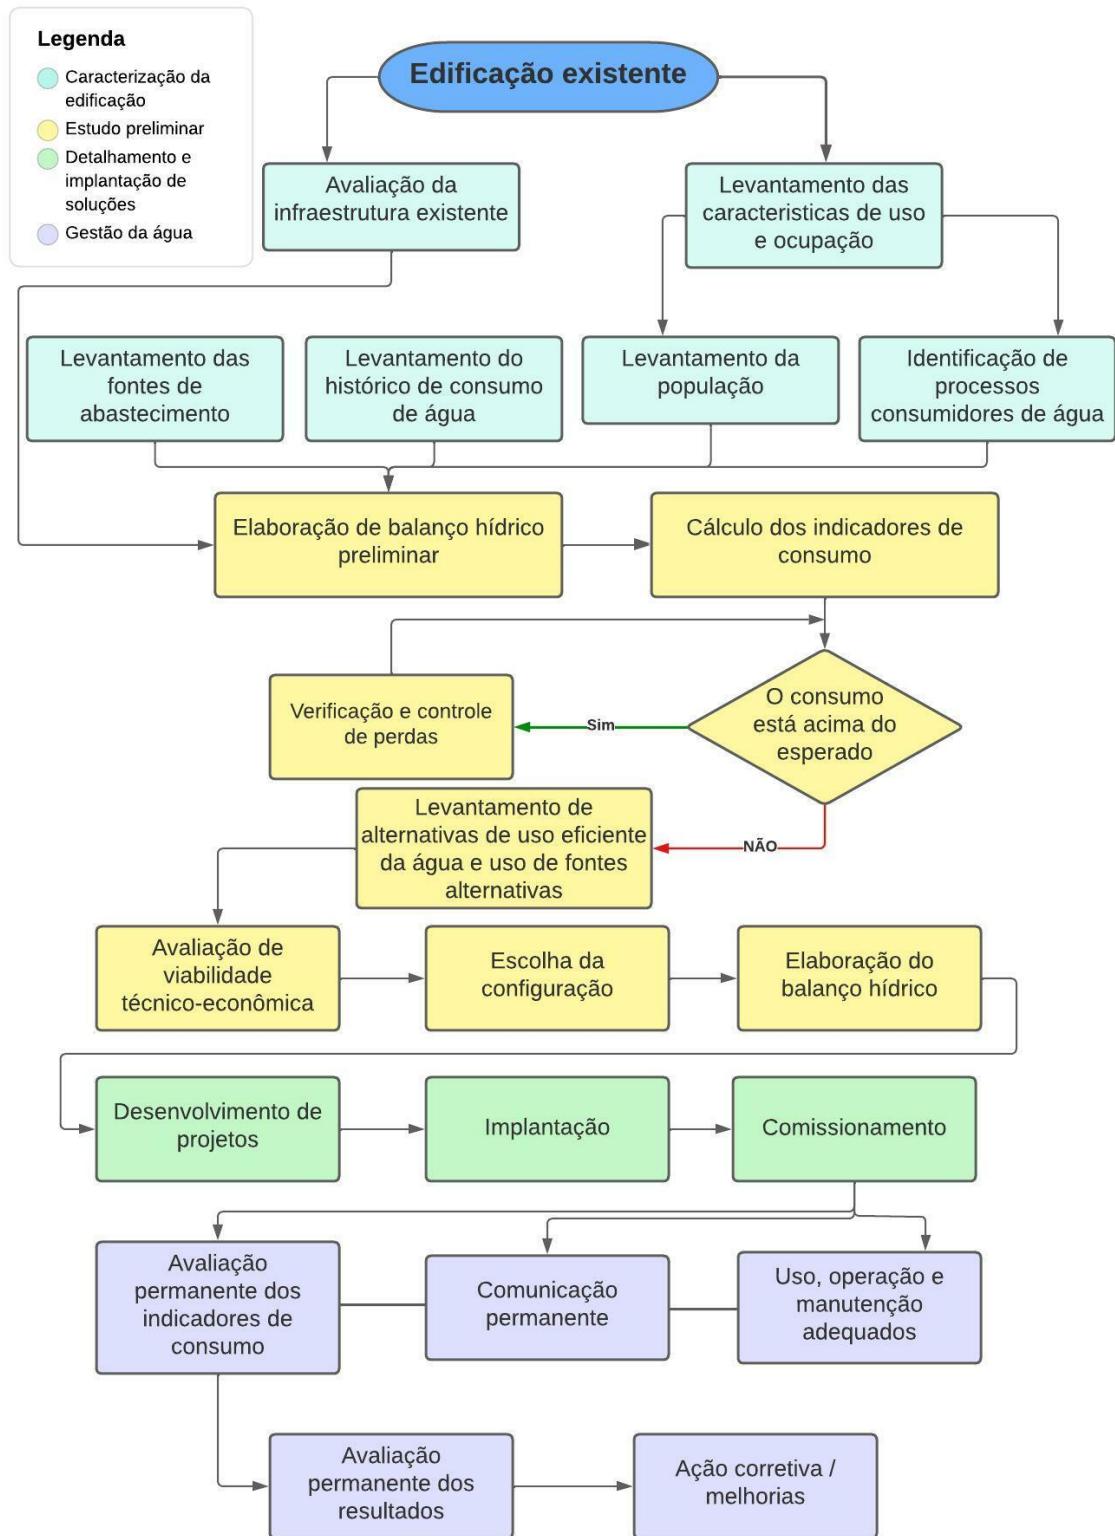 Legenda
Caracterização da
edificação
Estudo preliminar
Detalhamento e
implantação de
soluções
Gestão da água
Edificação existente
Avaliação da
infraestrutura existente
Levantamento das
caracteristicas de uso
e ocupação
Levantamento das
fontes de
abastecimento
Levantamento do
histórico de consumo
de água
Levantamento da
população
Identificação de
processos
consumidores de água
Elaboração de balanço hídrico
preliminar
Cálculo dos indicadores de
consumo
O consumo
está acima do
esperado
Sim
Verificação e controle
de perdas
NÃO
Levantamento de
alternativas de uso eficiente
da água e uso de fontes
alternativas
Avaliação de
viabilidade
técnico-econômica
Escolha da
configuração
Elaboração do
balanço hídrico
Desenvolvimento de
projetos
Implantação
Comissionamento
Avaliação
permanente dos
indicadores de
consumo
Comunicação
permanente
Uso, operação e
manutenção
adequados
Avaliação
permanente dos
resultados
Ação corretiva /
melhorias